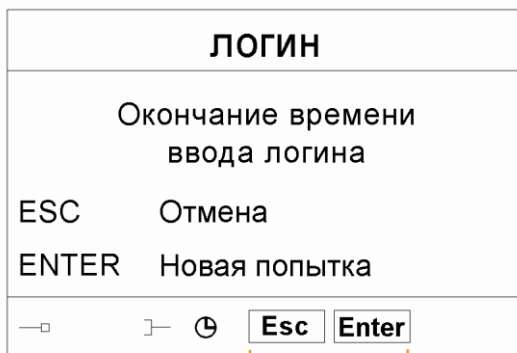 ЛОГИН
Окончание времени
ввода логина
ESC Отмена
ENTER Новая попытка
Esc Enter